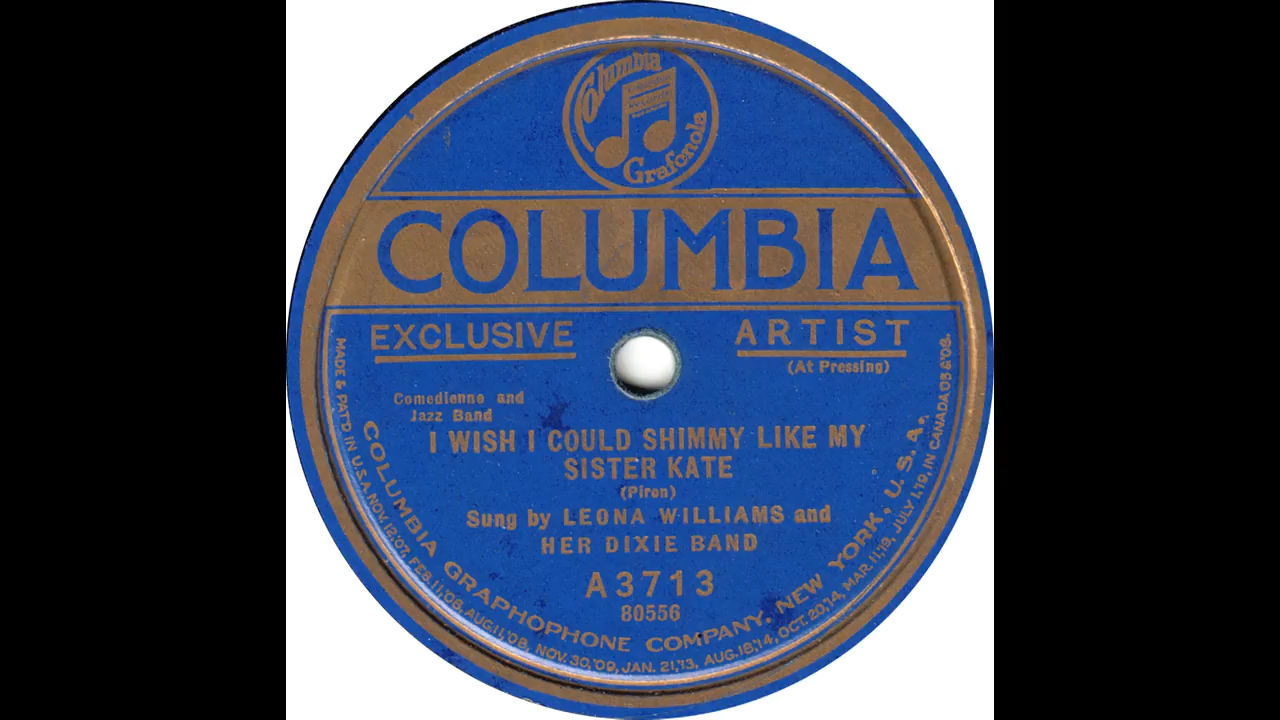 Columbia
Grafonola
COLUMBIA
EXCLUSIVE ARTIST
(At Pressing)
Comedienne and
Jazz Band
I WISH I COULD SHIMMY LIKE MY
SISTER KATE
(Piron)
Sung by LEONA WILLIAMS and
HER DIXIE BAND
A3713
80556
COLUMBIA GRAPHOPHONE COMPANY, NEW YORK, U.S.A.
MADE & PAT'D IN U.S.A. NOV. 12,'07, FEB. 11,'08, AUG. 11,'08, NOV. 30,'09, JAN. 21,'13, AUG. 18,'14, OCT. 20,'14, MAR. 11,'19, JULY 1,'19, IN CANADA